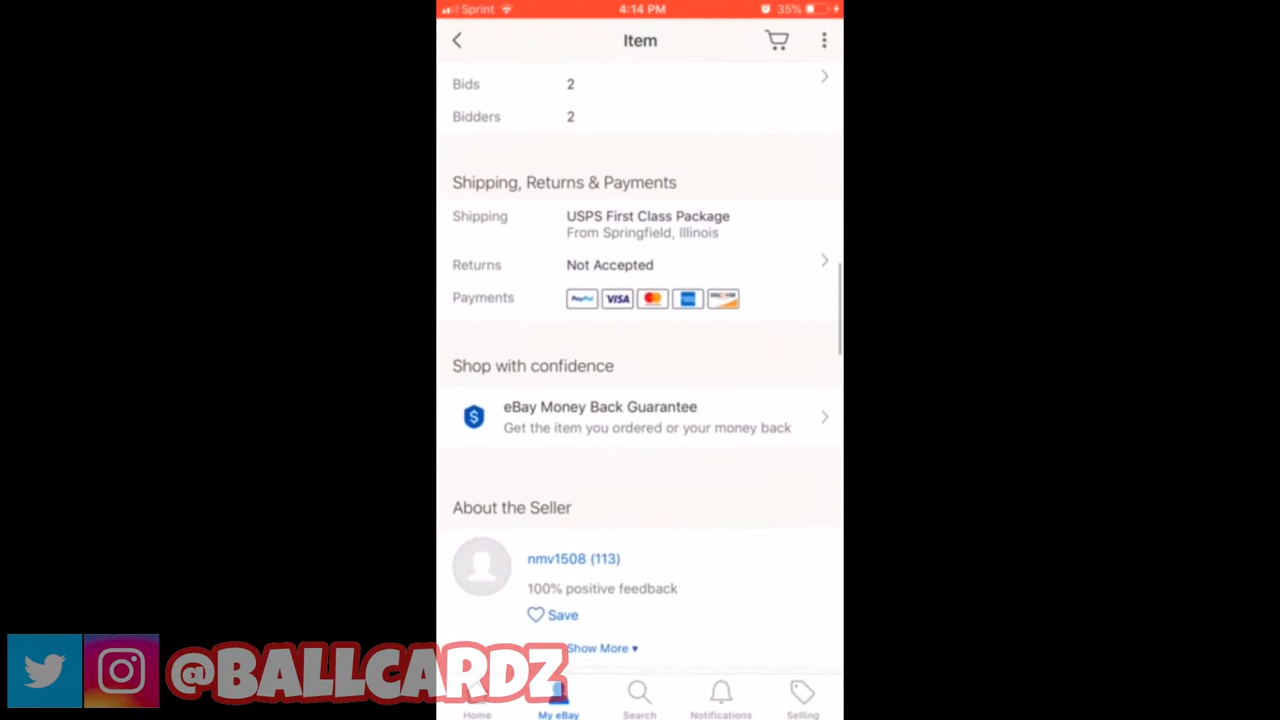 Sprint 4:14 PM 35%
Item
Bids 2
Bidders 2
Shipping, Returns & Payments
Shipping USPS First Class Package
From Springfield, Illinois
Returns Not Accepted
Payments PayPal VISA DISCOVER
Shop with confidence
$ eBay Money Back Guarantee
Get the item you ordered or your money back
About the Seller
nmv1508 (113)
100% positive feedback
Save
Show More ▾
@BALLCARDZ
Home My eBay Search Notifications Selling